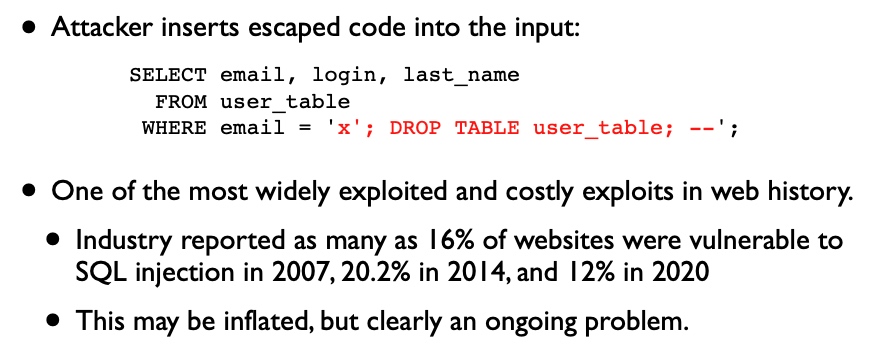 • Attacker inserts escaped code into the input:
SELECT email, login, last_name
FROM user_table
WHERE email = 'x'; DROP TABLE user_table; --';
• One of the most widely exploited and costly exploits in web history.
• Industry reported as many as 16% of websites were vulnerable to
SQL injection in 2007, 20.2% in 2014, and 12% in 2020
• This may be inflated, but clearly an ongoing problem.